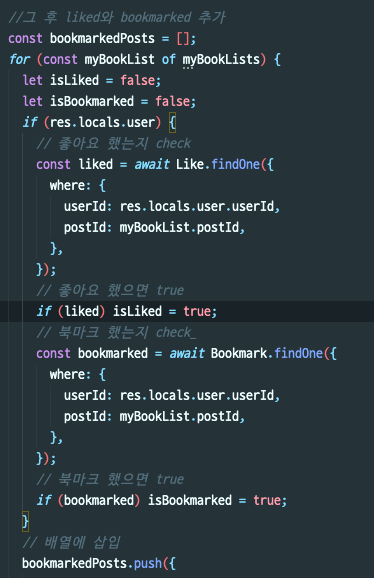 //그 후 liked와 bookmarked 추가
const bookmarkedPosts = [];
for (const myBookList of myBookLists) {
let isLiked = false;
let isBookmarked = false;
if (res.locals.user) {
// 좋아요 했는지 check
const liked = await Like.findOne({
where: {
userId: res.locals.user.userId,
postId: myBookList.postId,
},
});
// 좋아요 했으면 true
if (liked) isLiked = true;
// 북마크 했는지 check_
const bookmarked = await Bookmark.findOne({
where: {
userId: res.locals.user.userId,
postId: myBookList.postId,
},
});
// 북마크 했으면 true
if (bookmarked) isBookmarked = true;
}
// 배열에 삽입
bookmarkedPosts.push({